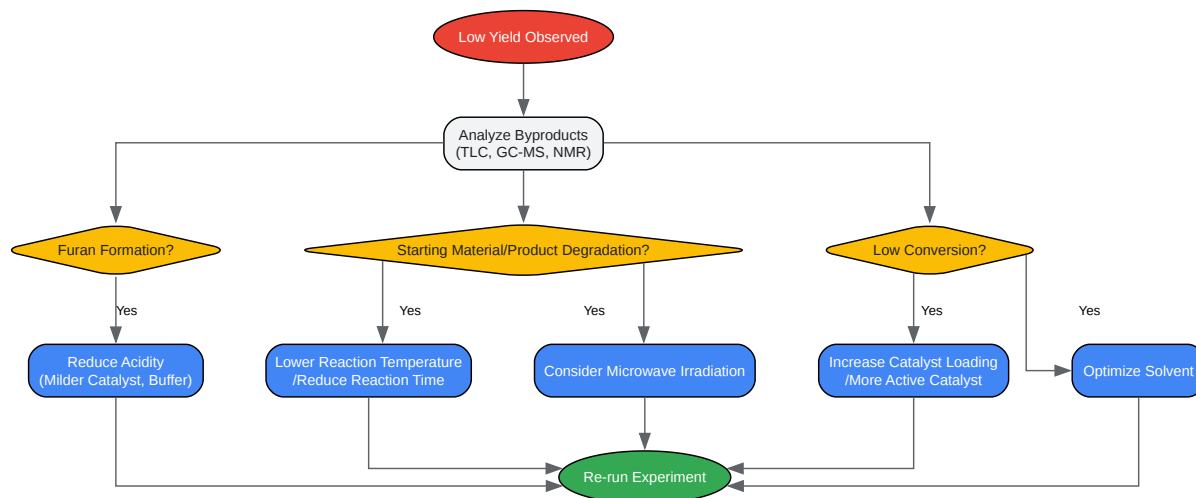 Low Yield Observed
Analyze Byproducts
(TLC, GC-MS, NMR)
Furan Formation?
Starting Material/Product Degradation?
Low Conversion?
Yes
Yes
Yes
Yes
Yes
Reduce Acidity
(Milder Catalyst, Buffer)
Lower Reaction Temperature
/Reduce Reaction Time
Consider Microwave Irradiation
Increase Catalyst Loading
/More Active Catalyst
Optimize Solvent
Re-run Experiment